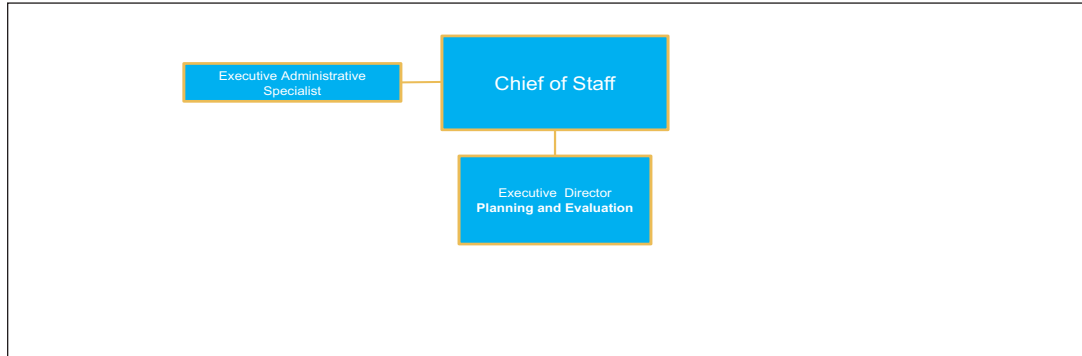 Executive Administrative
Specialist
Chief of Staff
Executive Director
Planning and Evaluation